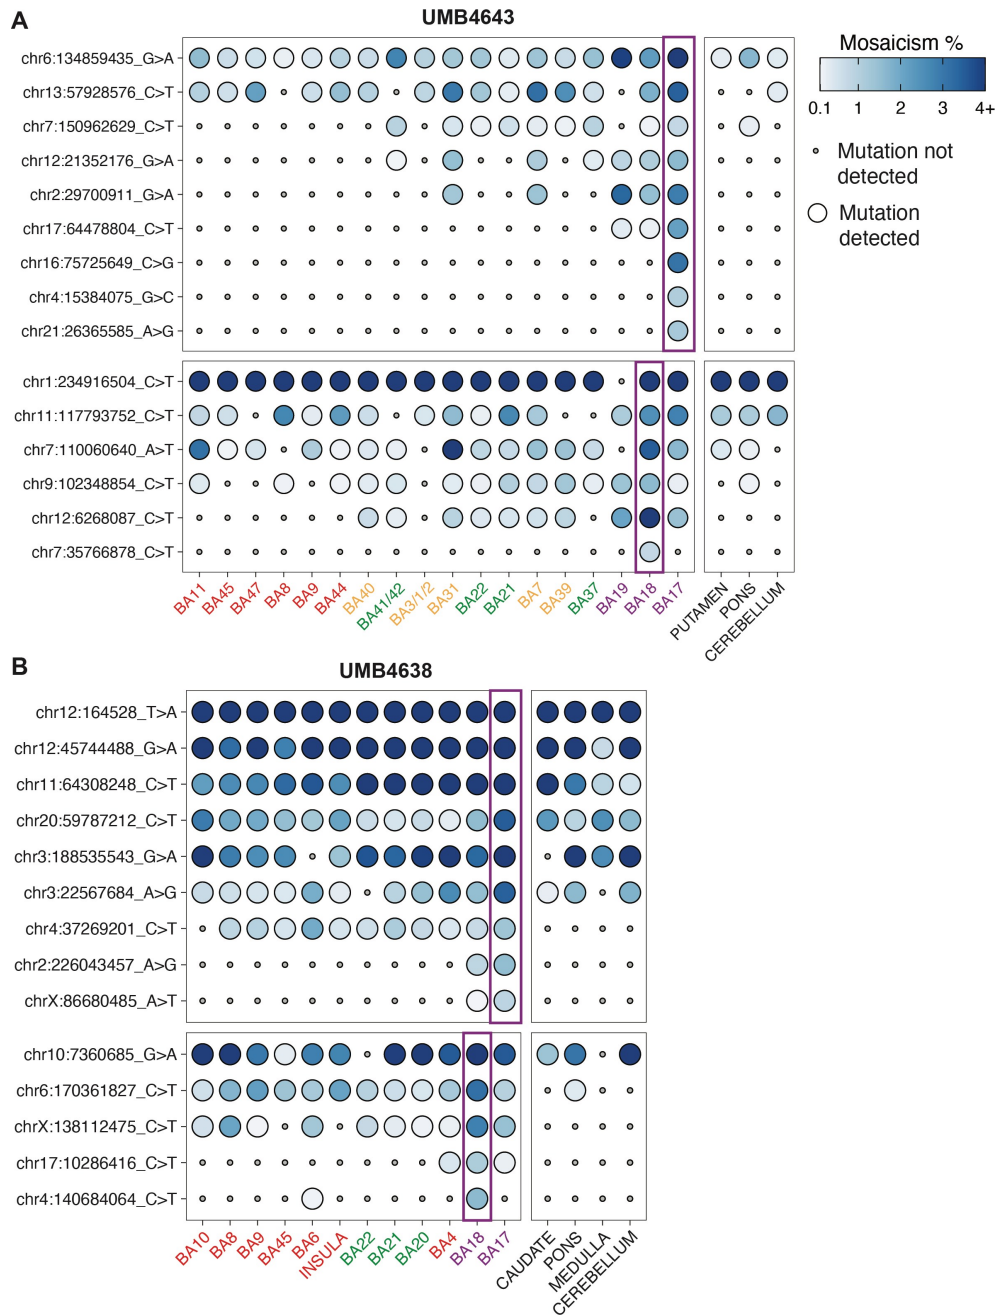 A
UMB4643
chr6:134859435_G>A
chr13:57928576_C>T
chr7:150962629_C>T
chr12:21352176_G>A
chr2:29700911_G>A
chr17:64478804_C>T
chr16:75725649_C>G
chr4:15384075_G>C
chr21:26365585_A>G
chr1:234916504_C>T
chr11:117793752_C>T
chr7:110060640_A>T
chr9:102348854_C>T
chr12:6268087_C>T
chr7:35766878_C>T
BA11
BA45
BA47
BA8
BA9
BA44
BA40
BA41/42
BA3/1/2
BA31
BA22
BA21
BA7
BA39
BA37
BA19
BA18
BA17
PUTAMEN
PONS
CEREBELLUM
Mosaicism %
0.1 1 2 3 4+
Mutation not
detected
Mutation
detected
B
UMB4638
chr12:164528_T>A
chr12:45744488_G>A
chr11:64308248_C>T
chr20:59787212_C>T
chr3:188535543_G>A
chr3:22567684_A>G
chr4:37269201_C>T
chr2:226043457_A>G
chrX:86680485_A>T
chr10:7360685_G>A
chr6:170361827_C>T
chrX:138112475_C>T
chr17:10286416_C>T
chr4:140684064_C>T
BA10
BA8
BA9
BA45
BA6
INSULA
BA22
BA21
BA20
BA4
BA18
BA17
CAUDATE
PONS
MEDULLA
CEREBELLUM